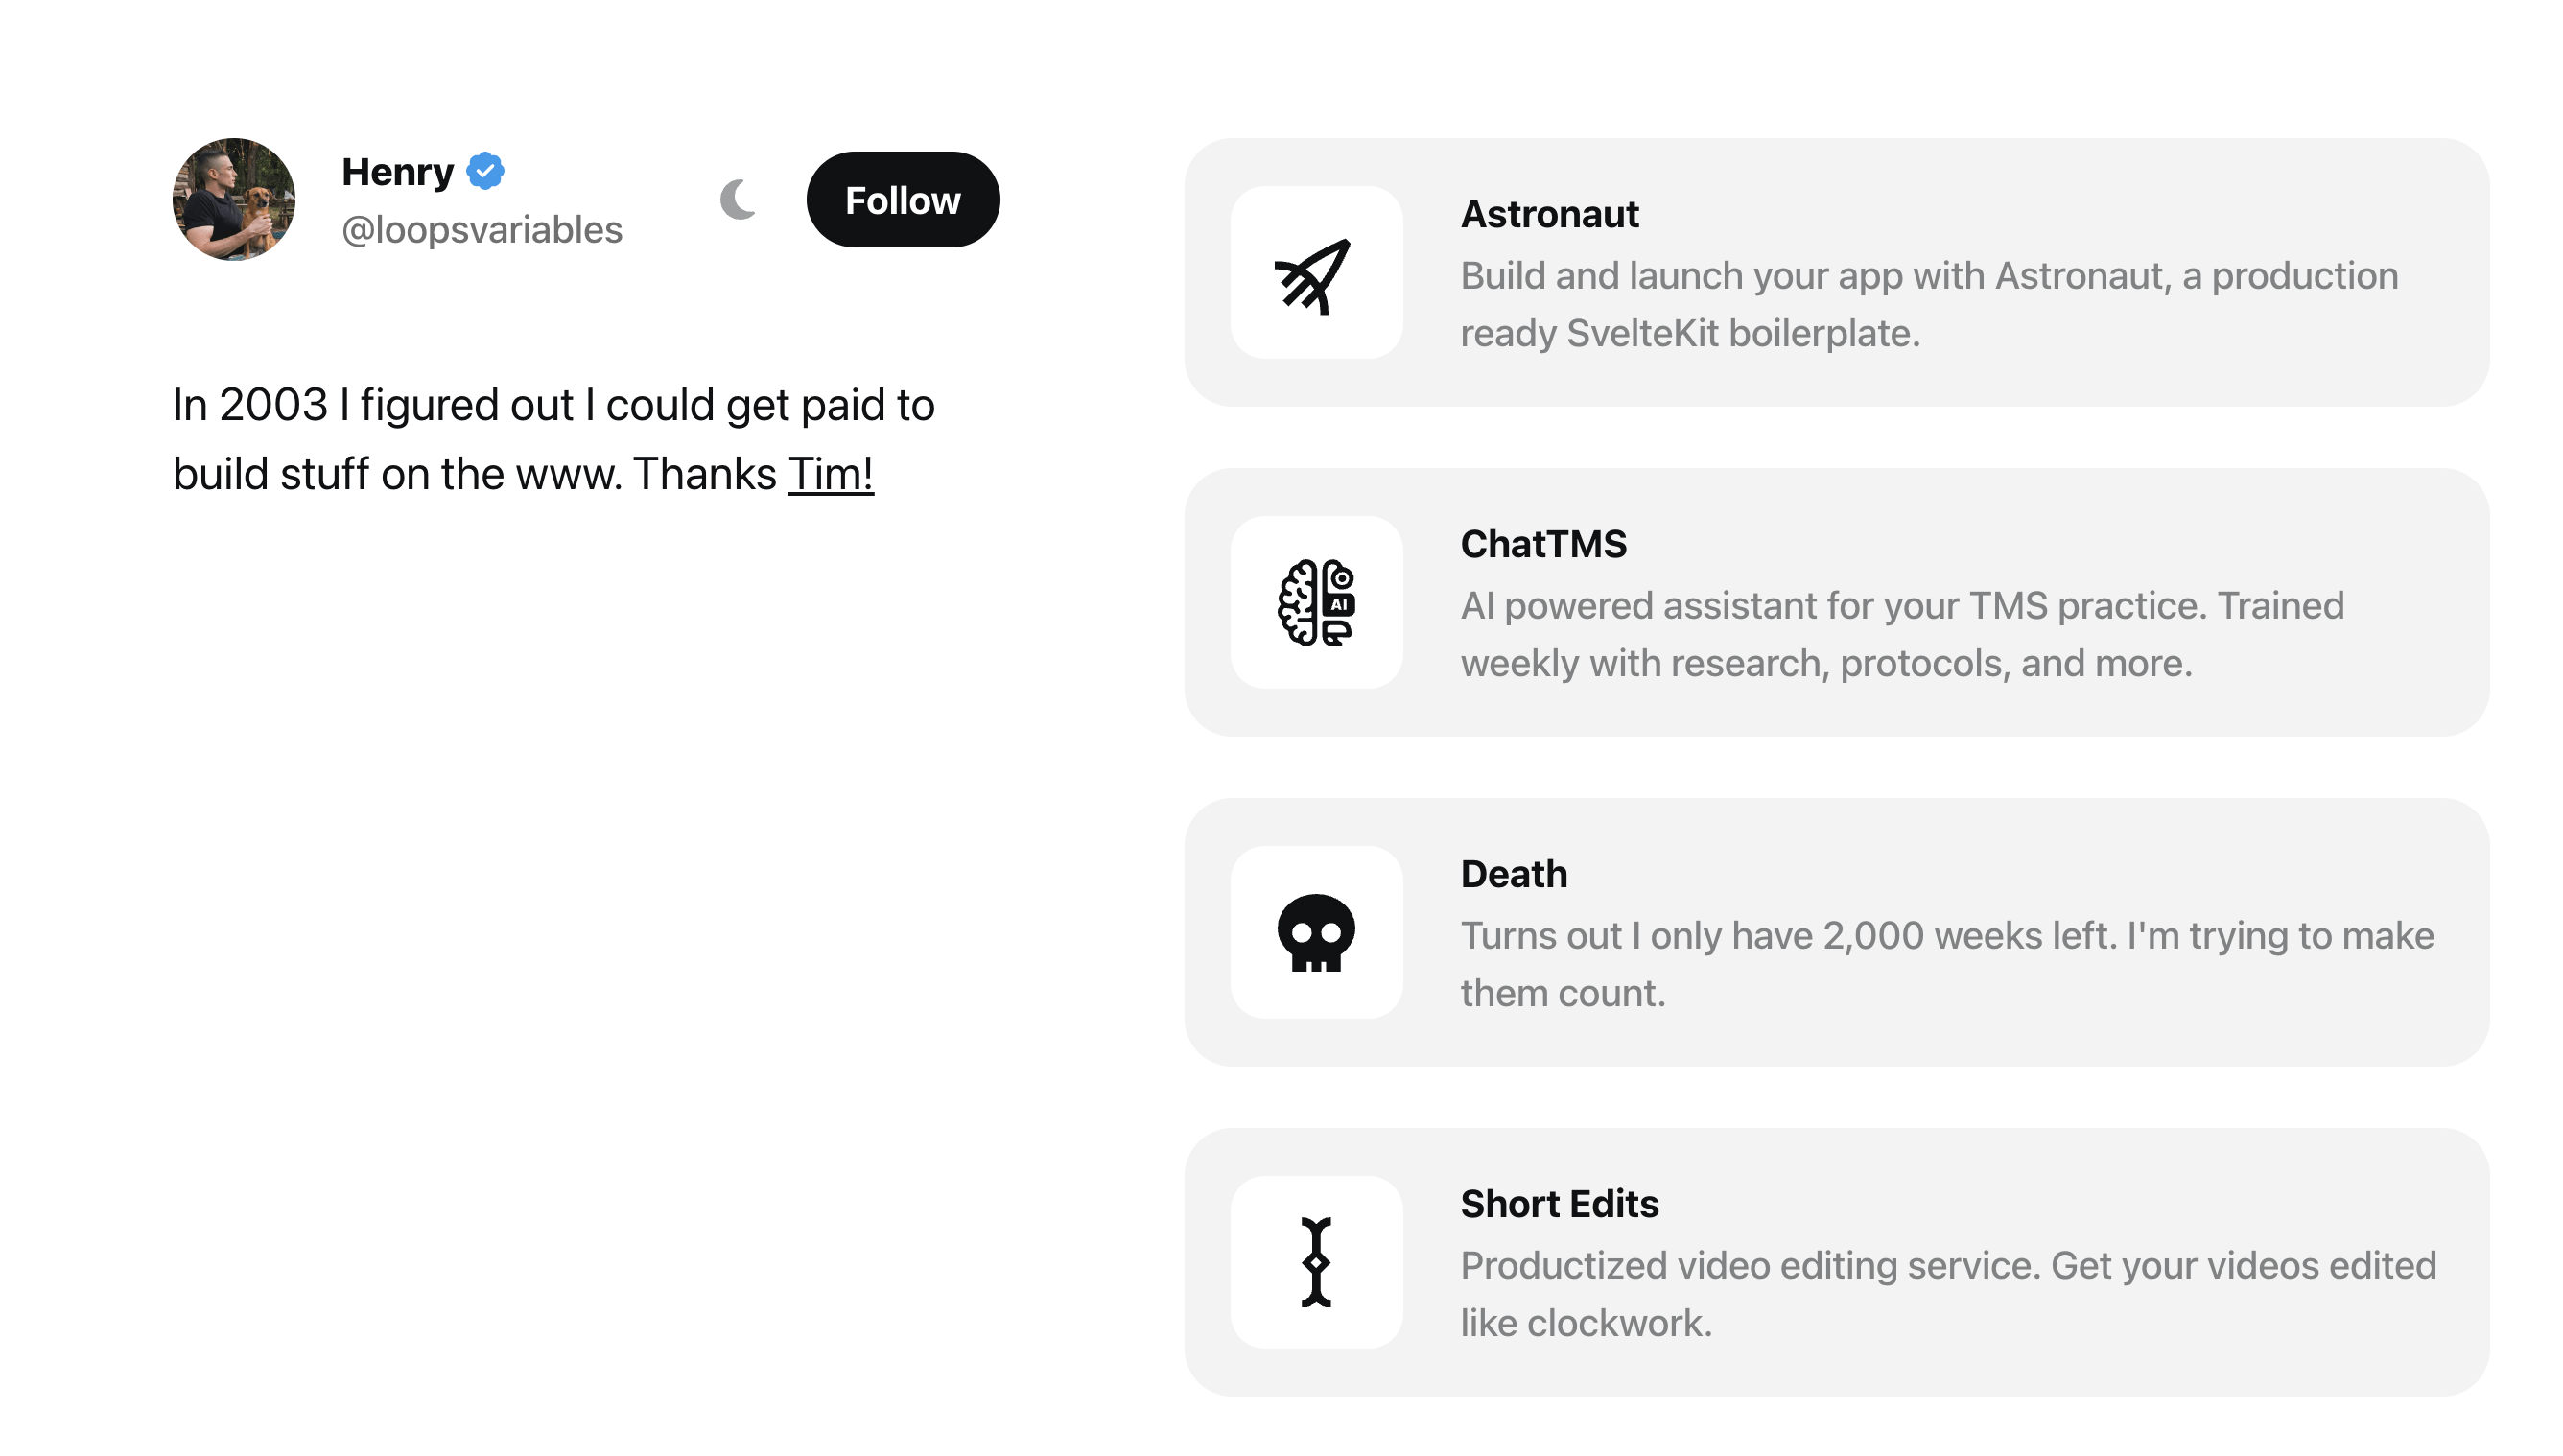 Henry
@loopsvariables
Follow
In 2003 I figured out I could get paid to
build stuff on the www. Thanks Tim!
Astronaut
Build and launch your app with Astronaut, a production
ready SvelteKit boilerplate.
AI
ChatTMS
AI powered assistant for your TMS practice. Trained
weekly with research, protocols, and more.
Death
Turns out I only have 2,000 weeks left. I'm trying to make
them count.
Short Edits
Productized video editing service. Get your videos edited
like clockwork.